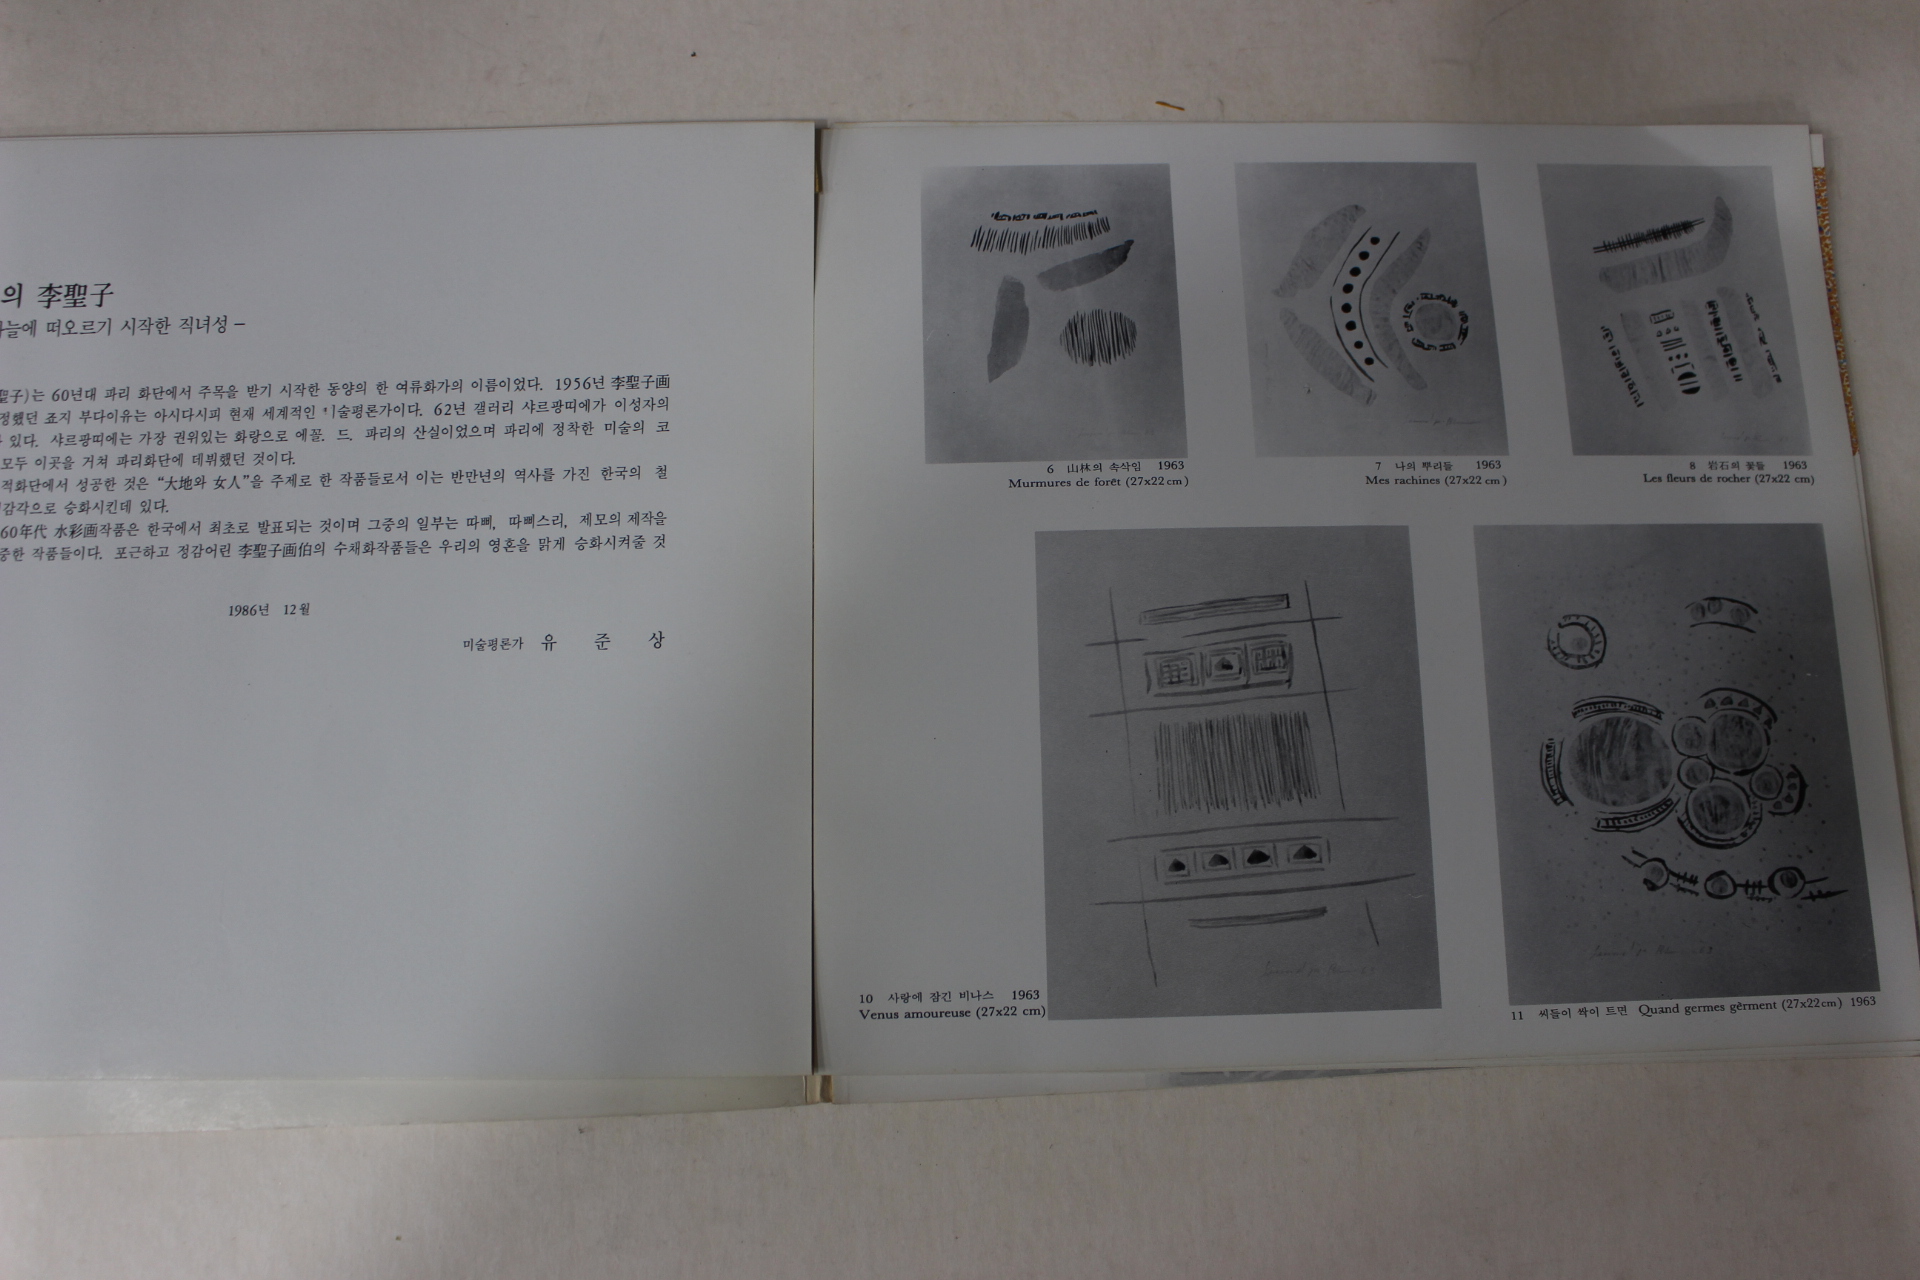 의 李聖子
늘에 떠오르기 시작한 직녀성 –
聖子)는 60년대 파리 화단에서 주목을 받기 시작한 동양의 한 여류화가의 이름이었다. 1956년 李聖子画
정했던 죠지 부다이유는 아시다시피 현재 세계적인 미술평론가이다. 62년 갤러리 샤르광띠에가 이성자의
있다. 샤르광띠에는 가장 권위있는 화랑으로 에꼴. 드. 파리의 산실이었으며 파리에 정착한 미술의 코
모두 이곳을 거쳐 파리화단에 데뷔했던 것이다.
적화단에서 성공한 것은 “大地와 女人”을 주제로 한 작품들로서 이는 반만년의 역사를 가진 한국의 철
감각으로 승화시킨데 있다.
60年代 水彩画작품은 한국에서 최초로 발표되는 것이며 그중의 일부는 따삐, 따삐스리, 제모의 제작을
중한 작품들이다. 포근하고 정감어린 李聖子画伯의 수채화작품들은 우리의 영혼을 맑게 승화시켜줄 것
1986년 12월
미술평론가 유 준 상
6 山林의 속삭임 1963
Murmures de forêt (27x22 cm)
7 나의 뿌리들 1963
Mes rachines (27x22 cm)
8 岩石의 꽃들 1963
Les fleurs de rocher (27x22 cm)
10 사랑에 잠긴 비나스 1963
Venus amoureuse (27x22 cm)
11 씨들이 싹이 트면 Quand germes gèrment (27x22cm) 1963